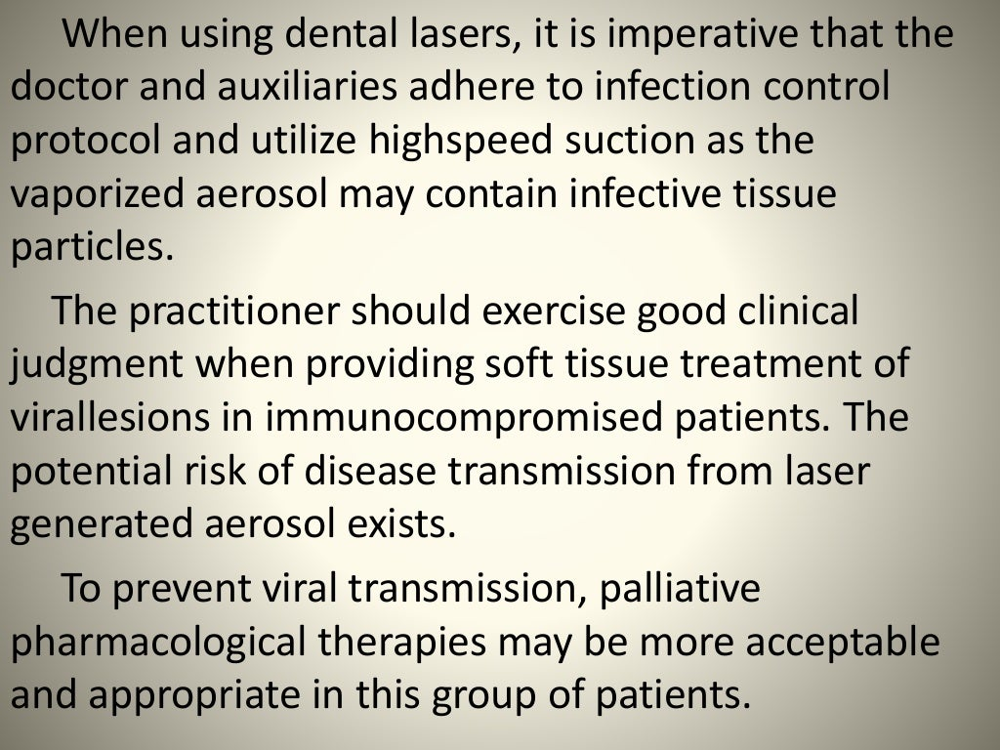 When using dental lasers, it is imperative that the
doctor and auxiliaries adhere to infection control
protocol and utilize highspeed suction as the
vaporized aerosol may contain infective tissue
particles.
The practitioner should exercise good clinical
judgment when providing soft tissue treatment of
virallesions in immunocompromised patients. The
potential risk of disease transmission from laser
generated aerosol exists.
To prevent viral transmission, palliative
pharmacological therapies may be more acceptable
and appropriate in this group of patients.